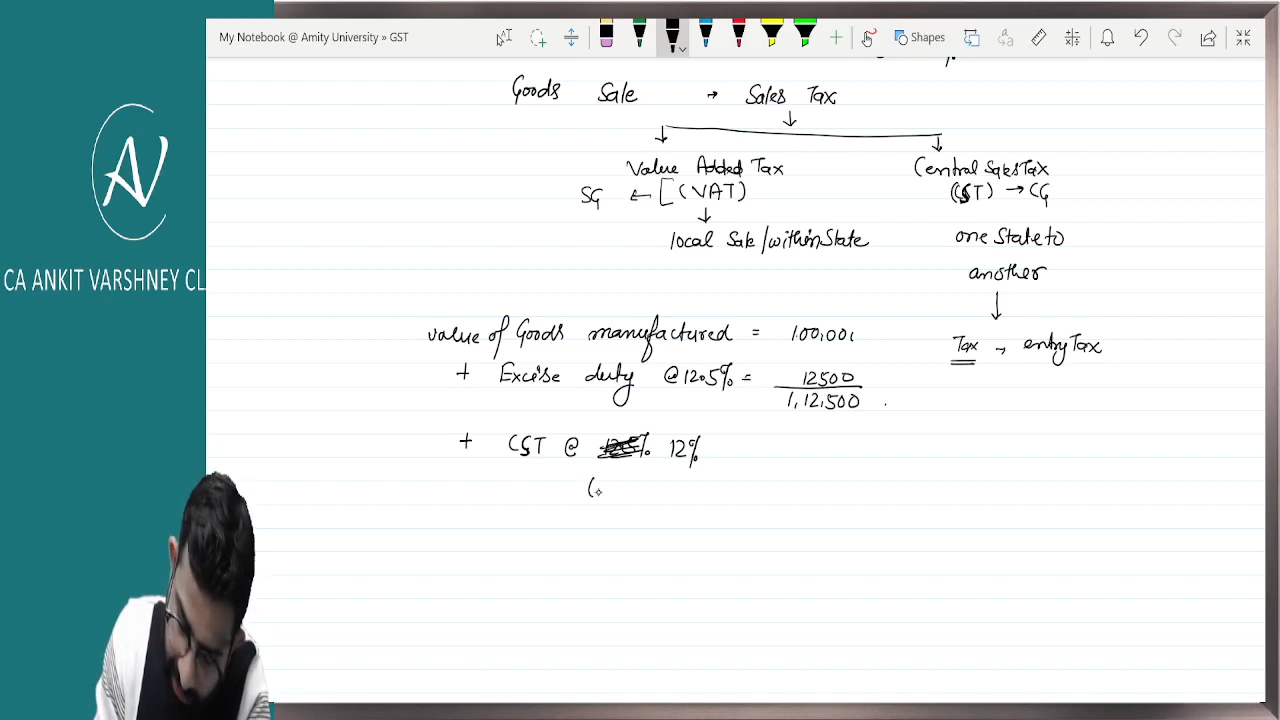 My Notebook @ Amity University » GST
Shapes
Goods Sale → Sales Tax
Value Added Tax
Central Sales Tax
SG ← [(VAT)
(CST) → CG
local Sale/within State
one State to
another
value of Goods manufactured = 100,000
Tax → entry Tax
+ Excise duty @12.5% = 12500
1,12,500
+ CST @ 12%
(
AV
CA ANKIT VARSHNEY CL